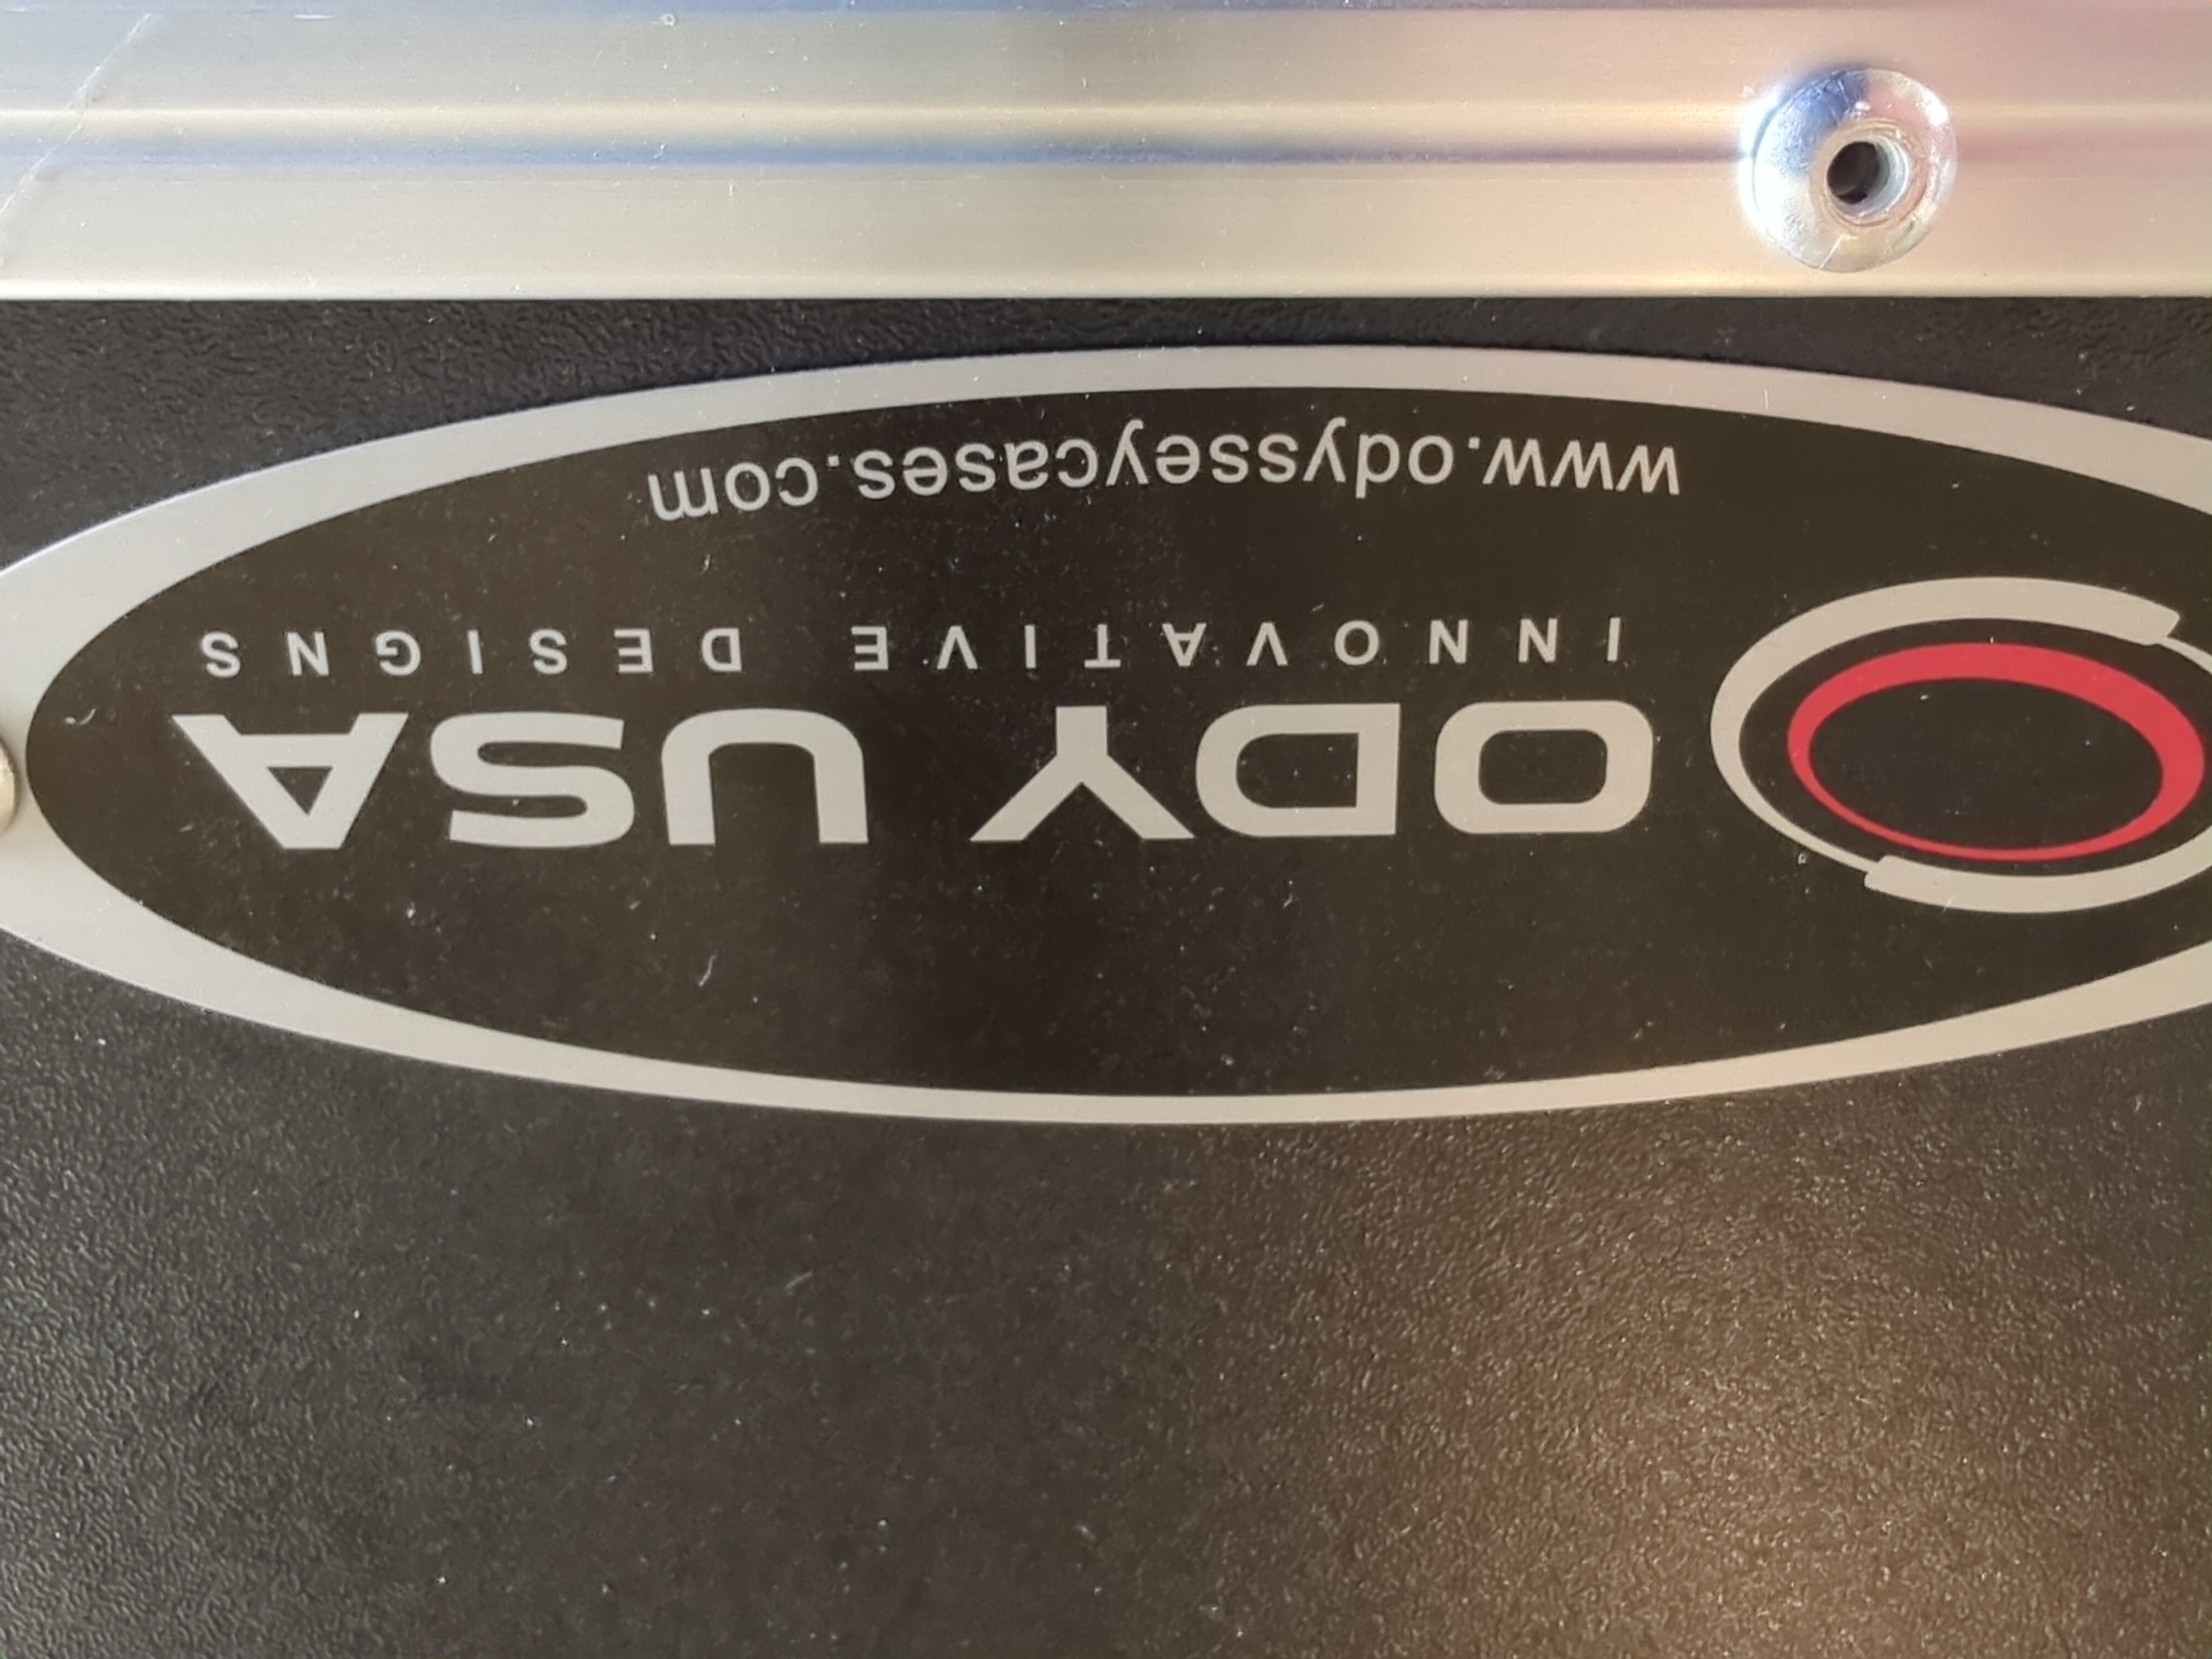 ODY USA
INNOVATIVE DESIGNS
www.odysseycases.com